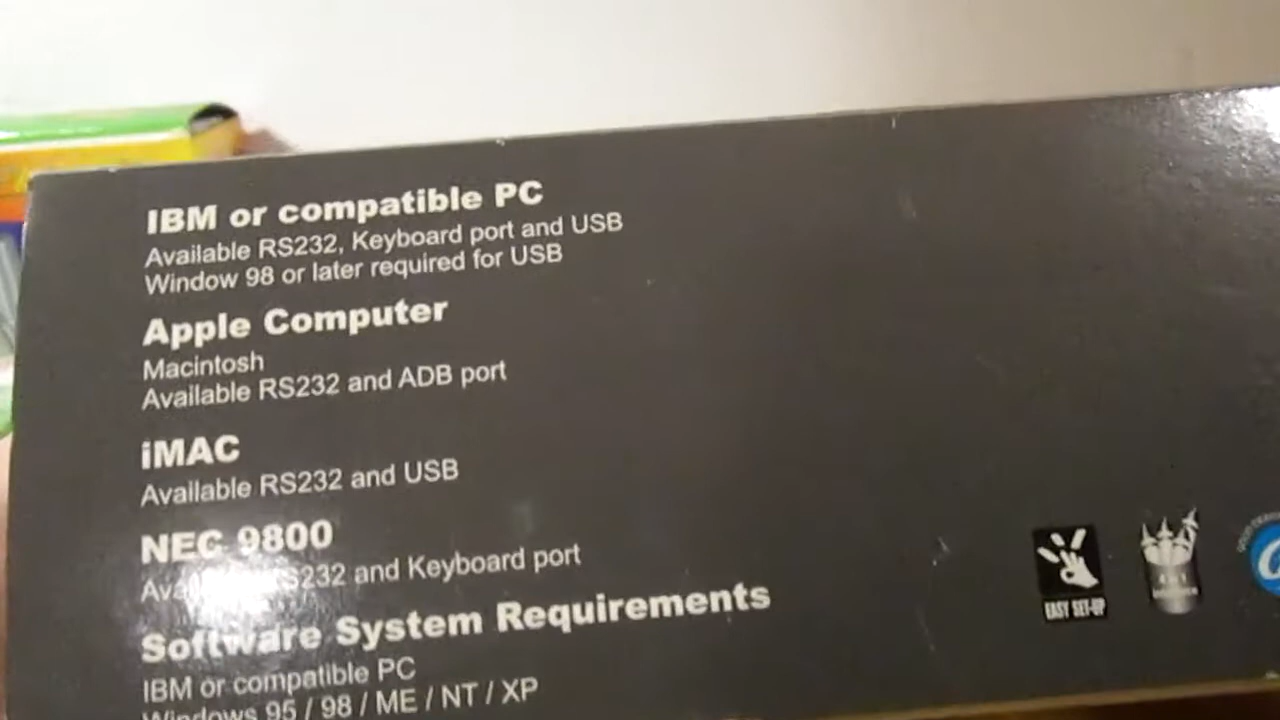 IBM or compatible PC
Available RS232, Keyboard port and USB
Window 98 or later required for USB
Apple Computer
Macintosh
Available RS232 and ADB port
iMAC
Available RS232 and USB
NEC 9800
and Keyboard port
Software System Requirements
IBM or compatible PC
Windows 95 / 98 / ME / NT / XP
EASY SET-UP